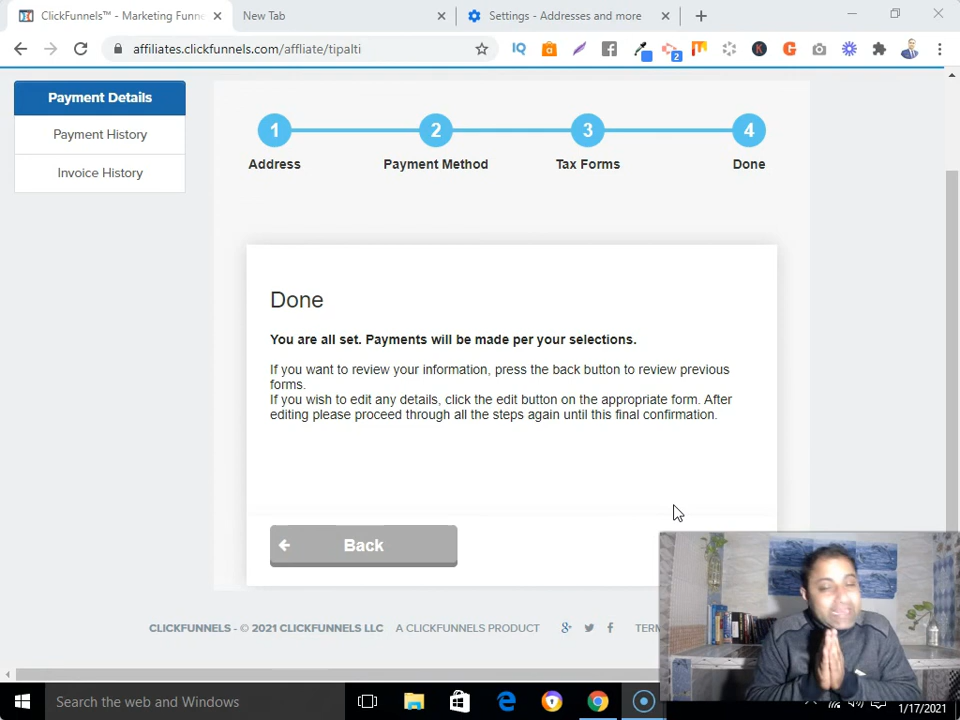 ClickFunnels™ - Marketing Funne
New Tab
Settings - Addresses and more
affiliates.clickfunnels.com/affliate/tipalti
2
Payment Details
Payment History
Invoice History
1
2
3
4
Address
Payment Method
Tax Forms
Done
Done
You are all set. Payments will be made per your selections.
If you want to review your information, press the back button to review previous
forms.
If you wish to edit any details, click the edit button on the appropriate form. After
editing please proceed through all the steps again until this final confirmation.
Back
CLICKFUNNELS - © 2021 CLICKFUNNELS LLC
A CLICKFUNNELS PRODUCT
Search the web and Windows
1/17/2021